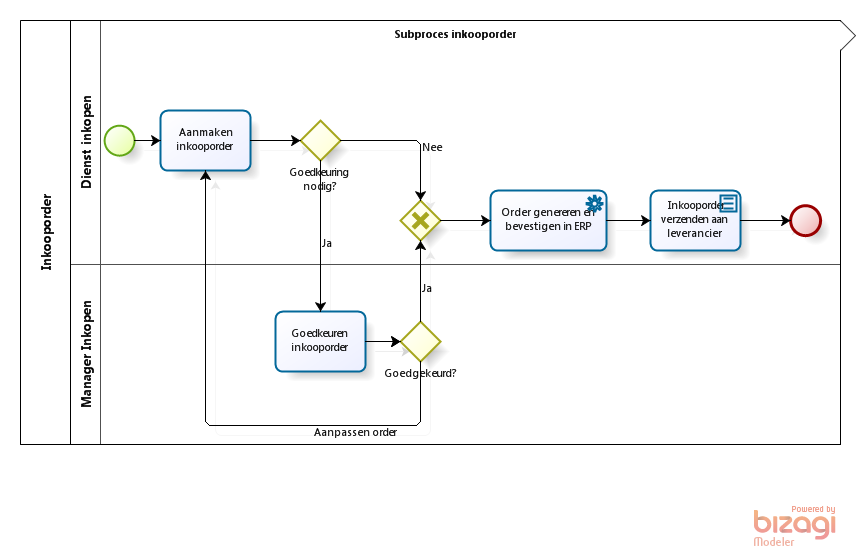 Subproces inkooporder
Inkooporder
Dienst inkopen
Aanmaken
inkooporder
Goedkeuring
nodig?
Nee
Ja
Order genereren en
bevestigen in ERP
Inkooporder
verzenden aan
leverancier
Manager Inkopen
Goedkeuren
inkooporder
Ja
Goedgekeurd?
Aanpassen order
Powered by
bizagi
Modeler